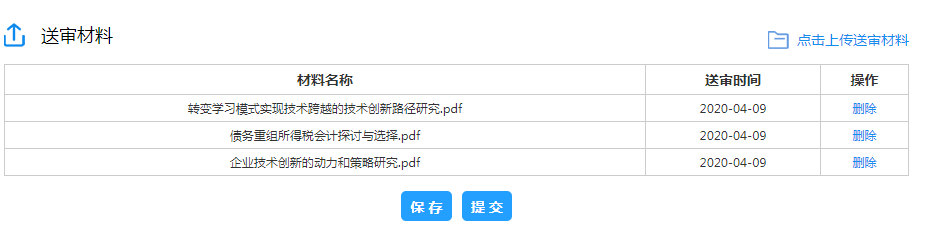 送审材料
点击上传送审材料
材料名称 送审时间 操作
转变学习模式实现技术跨越的技术创新路径研究.pdf 2020-04-09 删除
债务重组所得税会计探讨与选择.pdf 2020-04-09 删除
企业技术创新的动力和策略研究.pdf 2020-04-09 删除
保存 提交